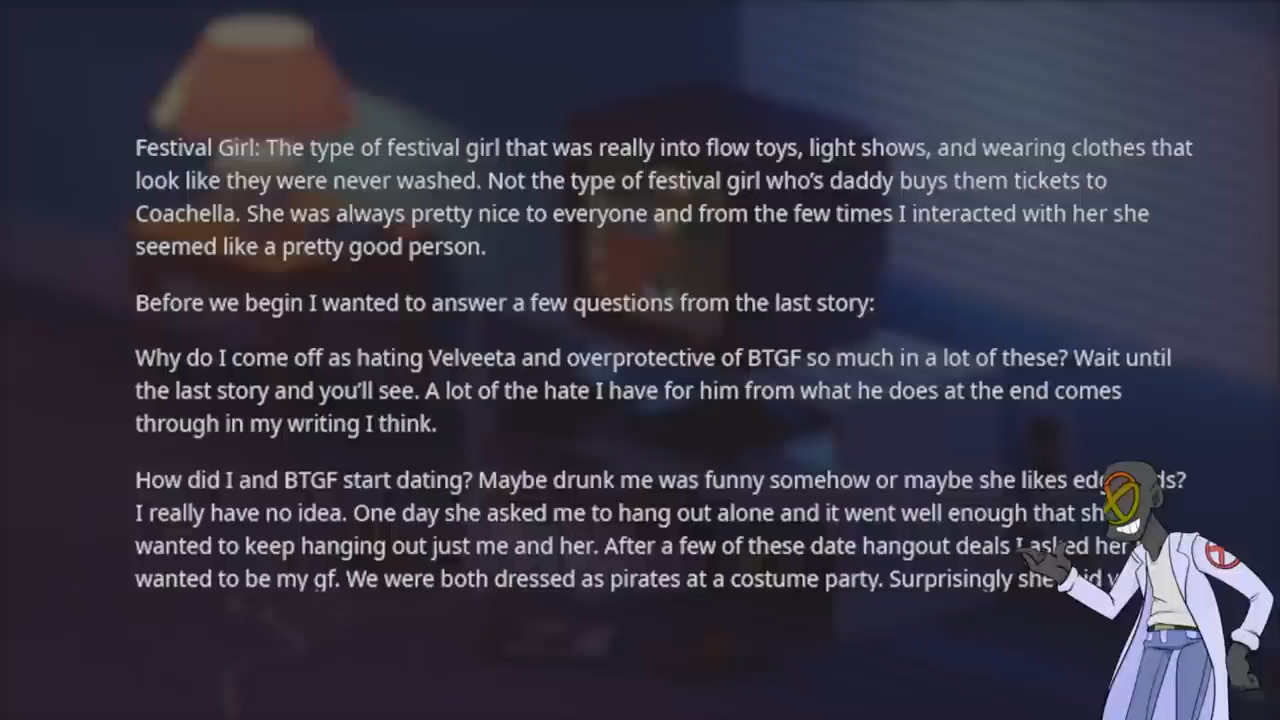 Festival Girl: The type of festival girl that was really into flow toys, light shows, and wearing clothes that
look like they were never washed. Not the type of festival girl who's daddy buys them tickets to
Coachella. She was always pretty nice to everyone and from the few times I interacted with her she
seemed like a pretty good person.
Before we begin I wanted to answer a few questions from the last story:
Why do I come off as hating Velveeta and overprotective of BTGF so much in a lot of these? Wait until
the last story and you'll see. A lot of the hate I have for him from what he does at the end comes
through in my writing I think.
How did I and BTGF start dating? Maybe drunk me was funny somehow or maybe she likes
I really have no idea. One day she asked me to hang out alone and it went well enough that
wanted to keep hanging out just me and her. After a few of these date hangout deals I asked her
wanted to be my gf. We were both dressed as pirates at a costume party. Surprisingly she